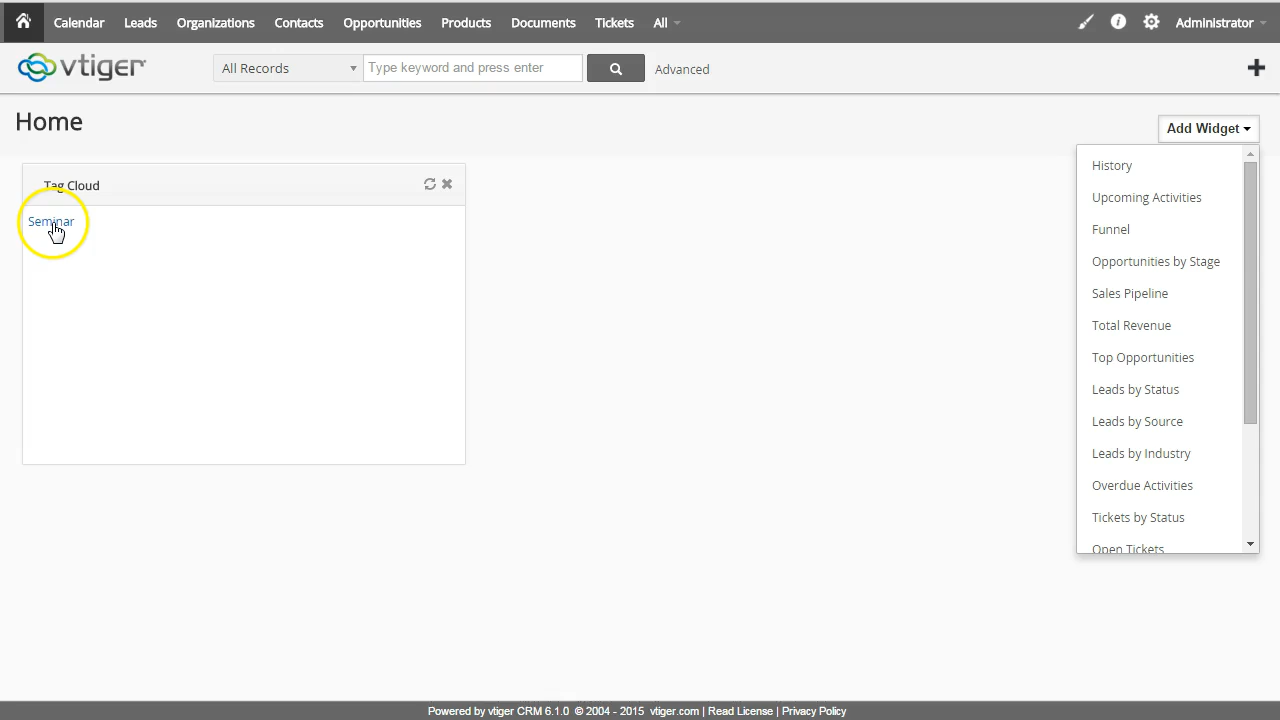 Calendar Leads Organizations Contacts Opportunities Products Documents Tickets All Administrator
vtiger All Records Type keyword and press enter Advanced
Home
Add Widget
Tag Cloud
Seminar
History
Upcoming Activities
Funnel
Opportunities by Stage
Sales Pipeline
Total Revenue
Top Opportunities
Leads by Status
Leads by Source
Leads by Industry
Overdue Activities
Tickets by Status
Open Tickets
Powered by vtiger CRM 6.1.0 © 2004 - 2015 vtiger.com | Read License | Privacy Policy